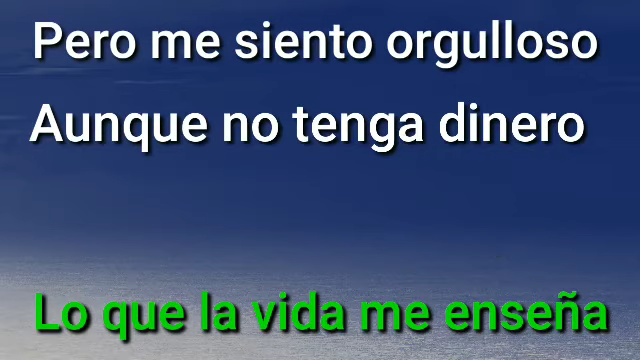 Pero me siento orgulloso
Aunque no tenga dinero
Lo que la vida me enseña